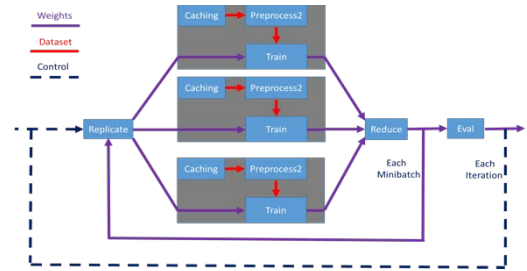 Weights
Dataset
Control
Caching
Preprocess2
Train
Caching
Preprocess2
Train
Caching
Preprocess2
Train
Replicate
Reduce
Eval
Each
Minibatch
Each
Iteration